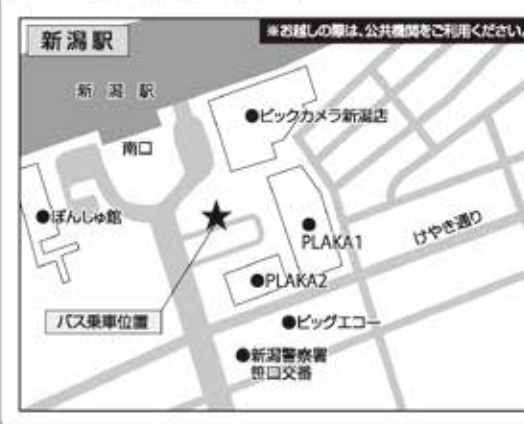 新潟駅
※お越しの際は、公共機関をご利用ください。
新潟駅
●ビックカメラ新潟店
南口
●ぽんしゅ館
●PLAKA1
けやき通り
●PLAKA2
バス乗車位置
●ビッグエコー
●新潟警察署
笹口交番